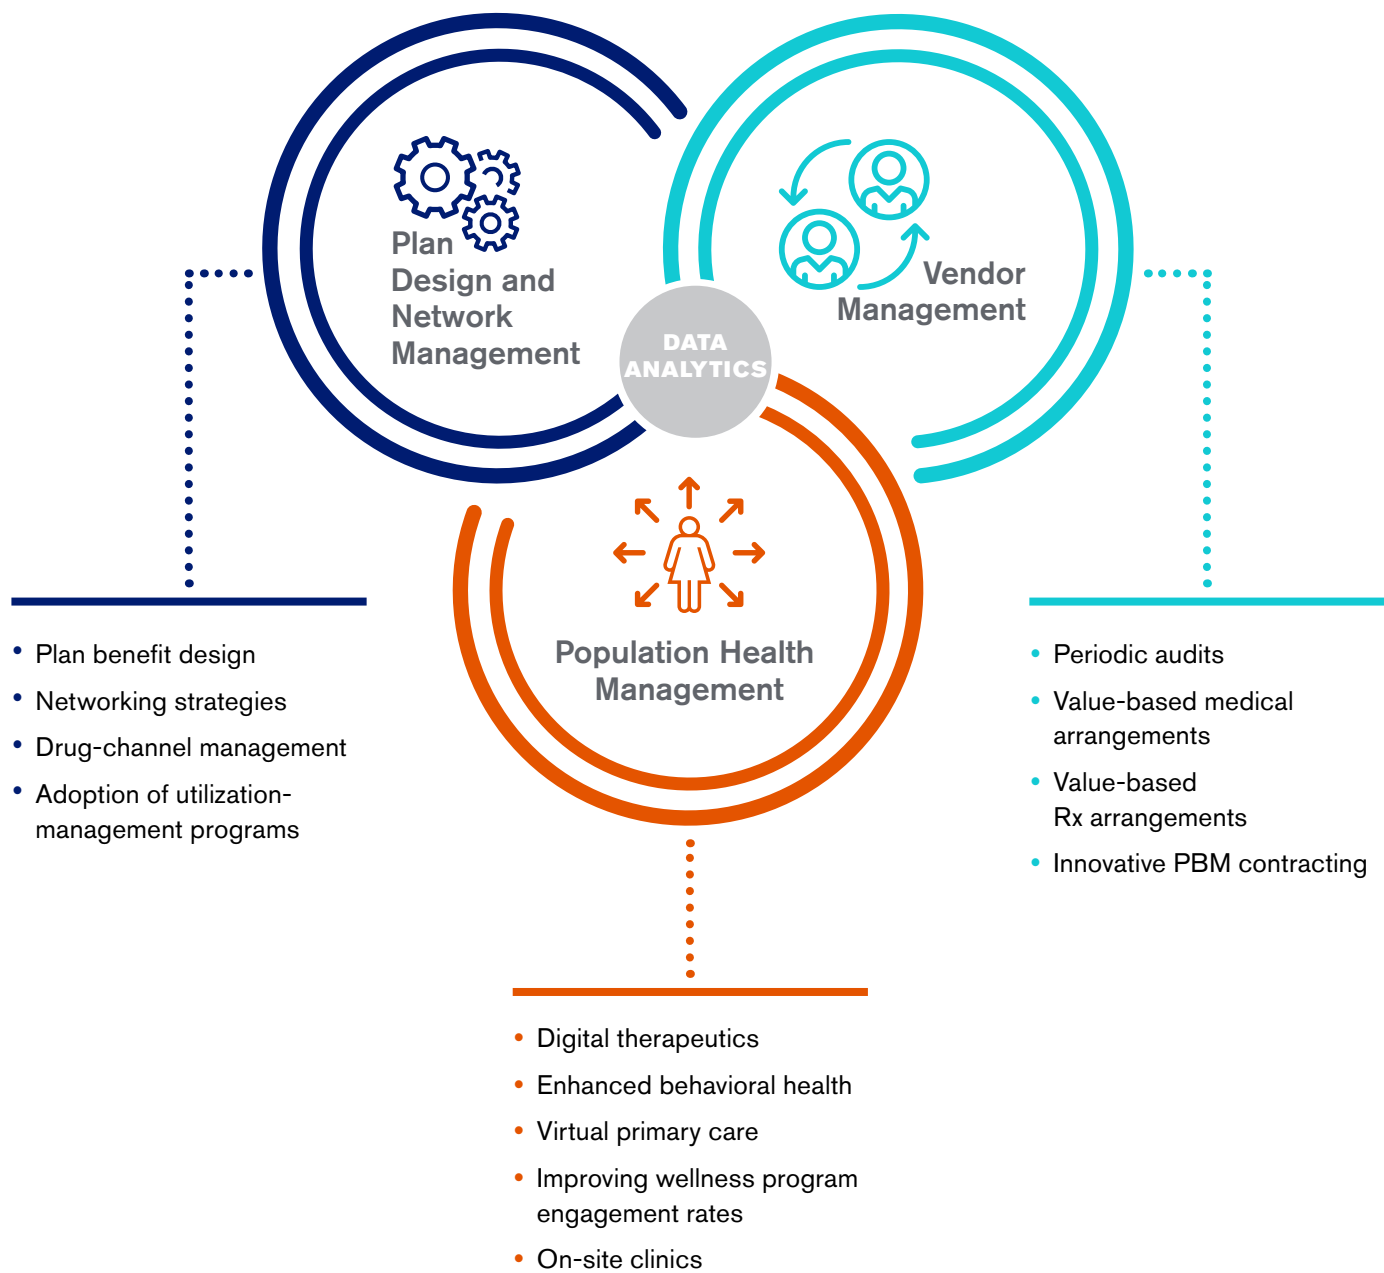 Plan
Design and
Network
Management
Vendor
Management
DATA
ANALYTICS
Population Health
Management
• Plan benefit design
• Networking strategies
• Drug-channel management
• Adoption of utilization-
management programs
• Periodic audits
• Value-based medical
arrangements
• Value-based
Rx arrangements
• Innovative PBM contracting
• Digital therapeutics
• Enhanced behavioral health
• Virtual primary care
• Improving wellness program
engagement rates
• On-site clinics